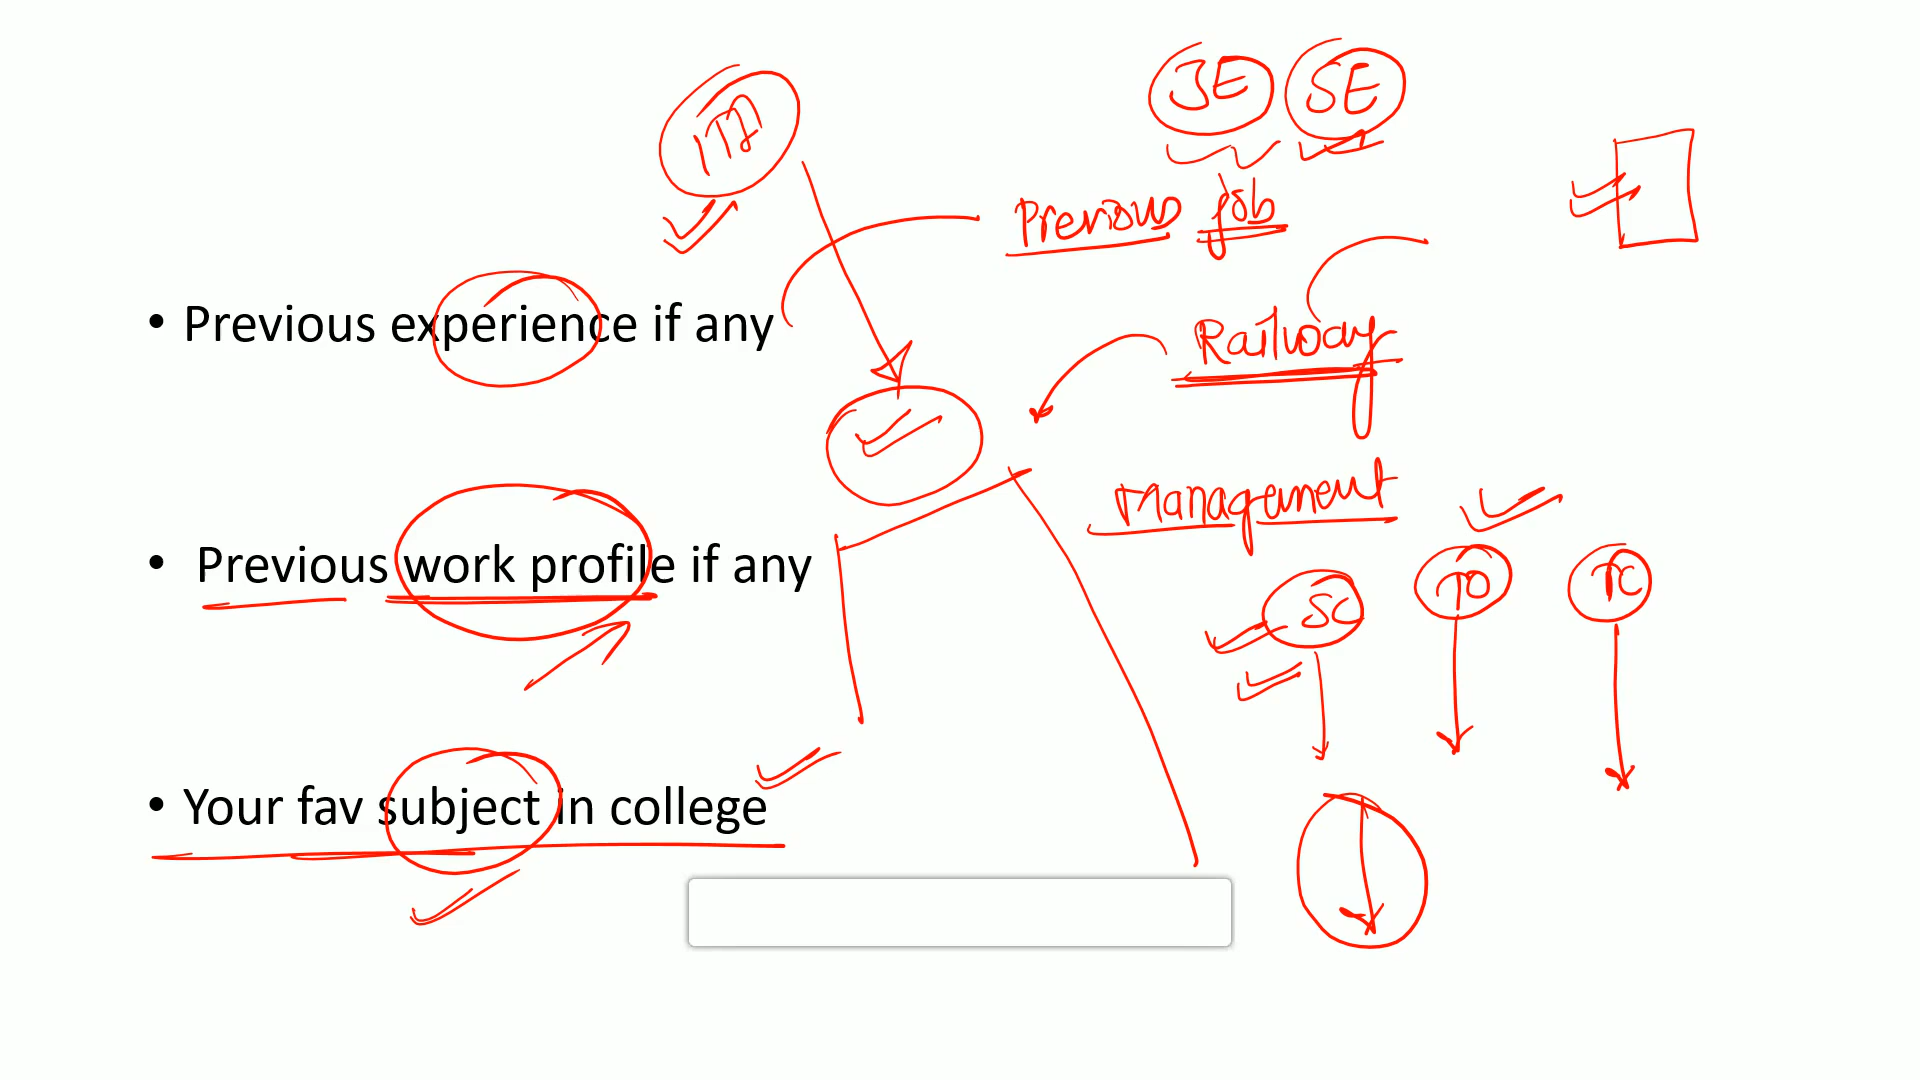 JE SE
Previous job
• Previous experience if any
Railway
Management
• Previous work profile if any
SC TO TC
• Your fav subject in college